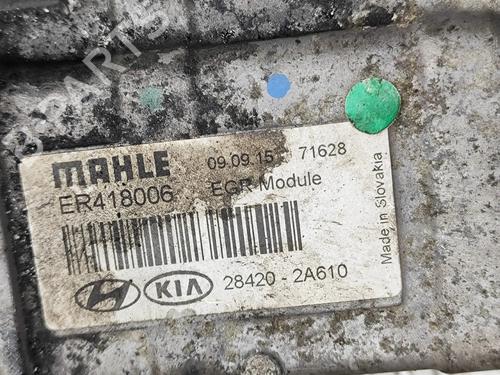 MAHLE
09.09.15 71628
ER418006
EGR-Module
KIA
28420 - 2A610
Made in Slovakia